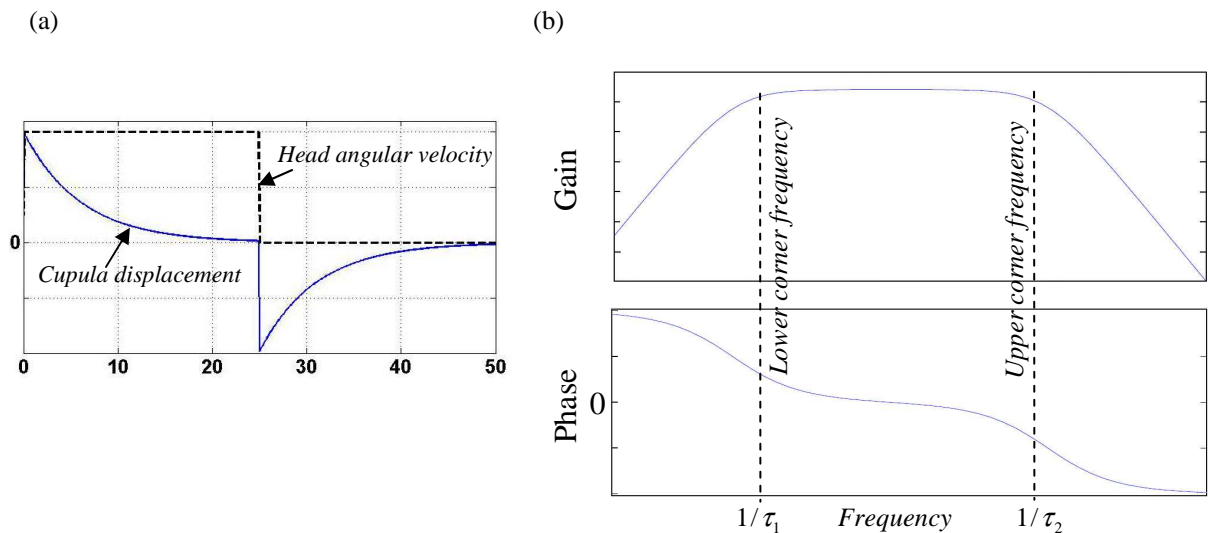 (a)
Head angular velocity
0
Cupula displacement
0 10 20 30 40 50
(b)
Gain
Lower corner frequency
Upper corner frequency
Phase
0
1/τ₁ Frequency 1/τ₂